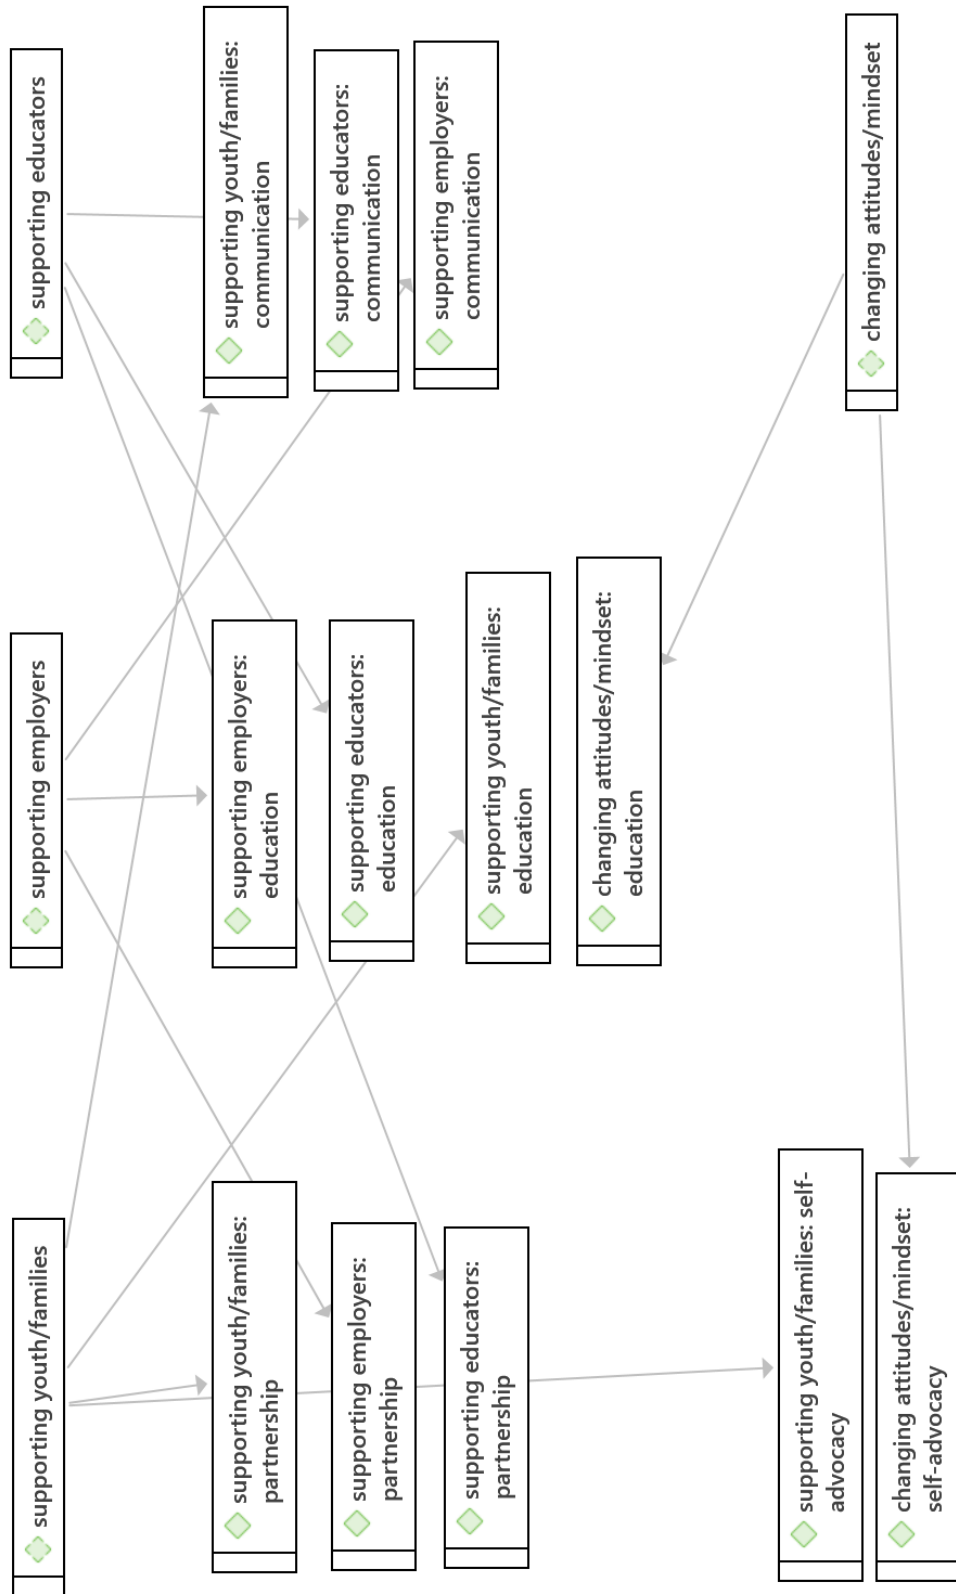 supporting youth/families
supporting employers
supporting educators
supporting youth/families:
partnership
supporting employers:
partnership
supporting educators:
partnership
supporting employers:
education
supporting educators:
education
supporting youth/families:
education
changing attitudes/mindset:
education
supporting youth/families:
communication
supporting educators:
communication
supporting employers:
communication
supporting youth/families: self-
advocacy
changing attitudes/mindset:
self-advocacy
changing attitudes/mindset